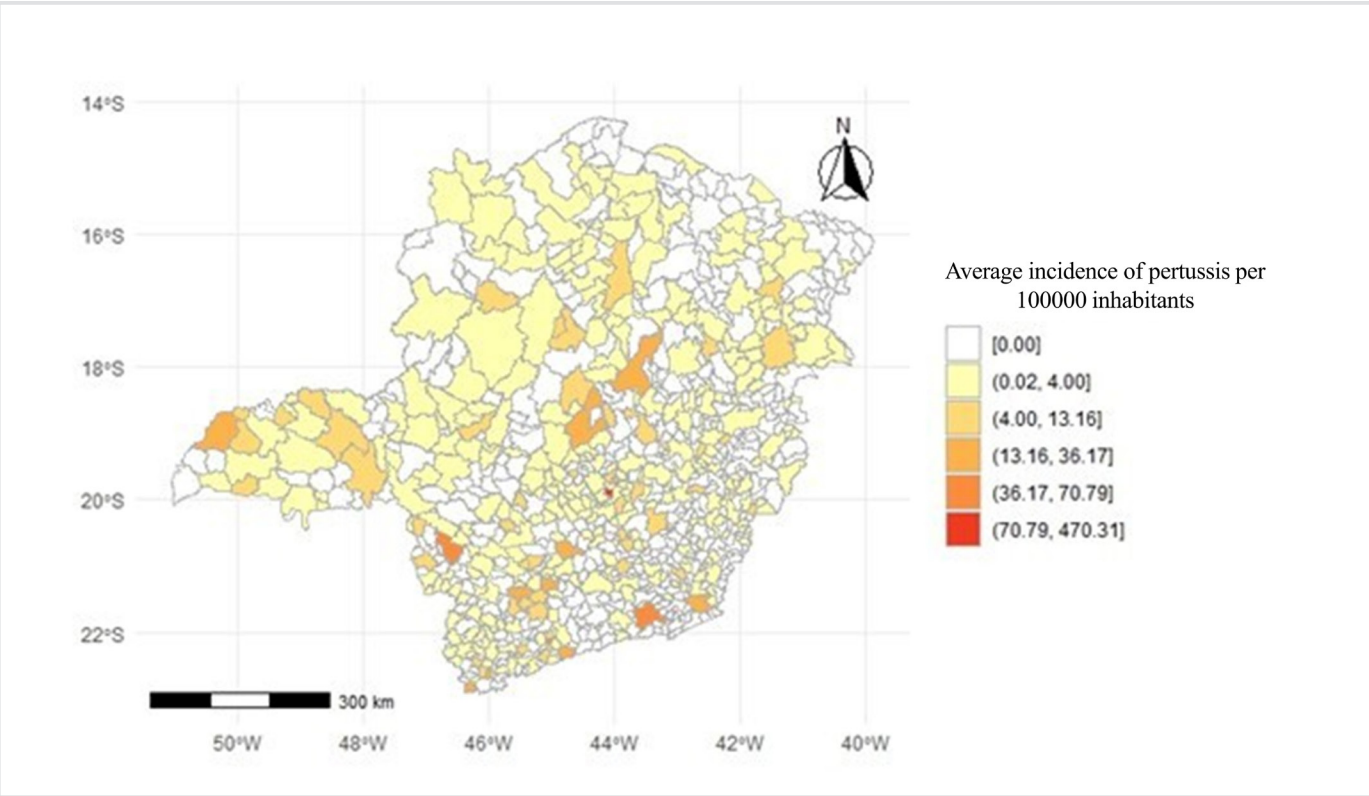 14°S
N
16°S
Average incidence of pertussis per
100000 inhabitants
[0.00]
(0.02, 4.00]
18°S
(4.00, 13.16]
(13.16, 36.17]
(36.17, 70.79]
20°S
(70.79, 470.31]
22°S
300 km
50°W 48°W 46°W 44°W 42°W 40°W